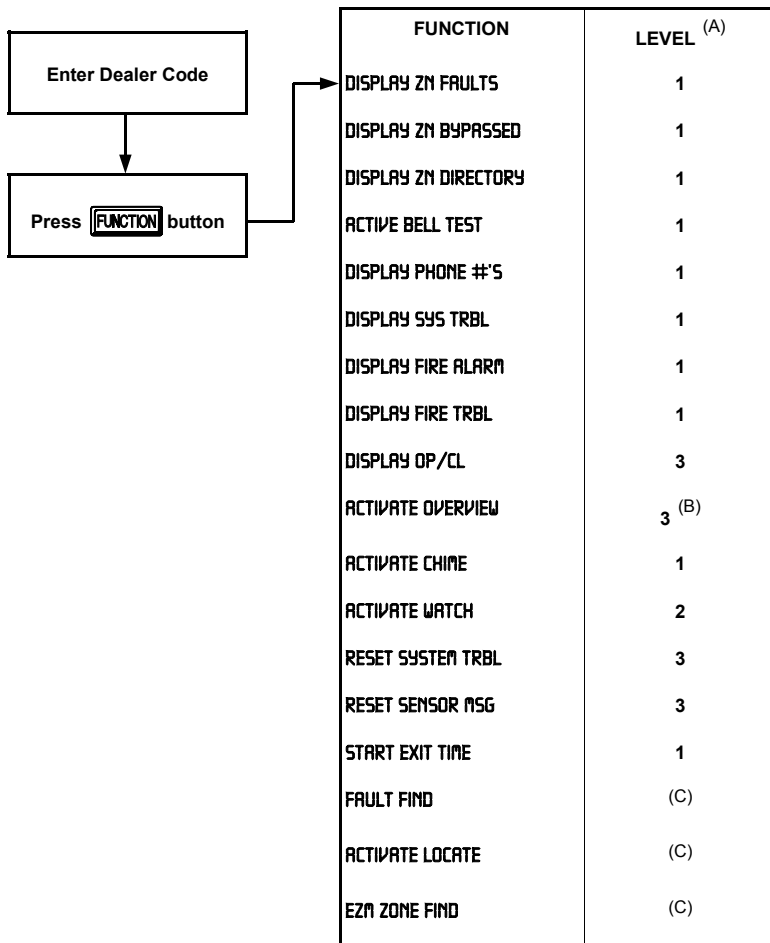 Enter Dealer Code
Press FUNCTION button
FUNCTION LEVEL (A)
DISPLAY ZN FAULTS 1
DISPLAY ZN BYPASSED 1
DISPLAY ZN DIRECTORY 1
ACTIVE BELL TEST 1
DISPLAY PHONE #'S 1
DISPLAY SYS TRBL 1
DISPLAY FIRE ALARM 1
DISPLAY FIRE TRBL 1
DISPLAY OP/CL 3
ACTIVATE OVERVIEW 3 (B)
ACTIVATE CHIME 1
ACTIVATE WATCH 2
RESET SYSTEM TRBL 3
RESET SENSOR MSG 3
START EXIT TIME 1
FAULT FIND (C)
ACTIVATE LOCATE (C)
EZM ZONE FIND (C)